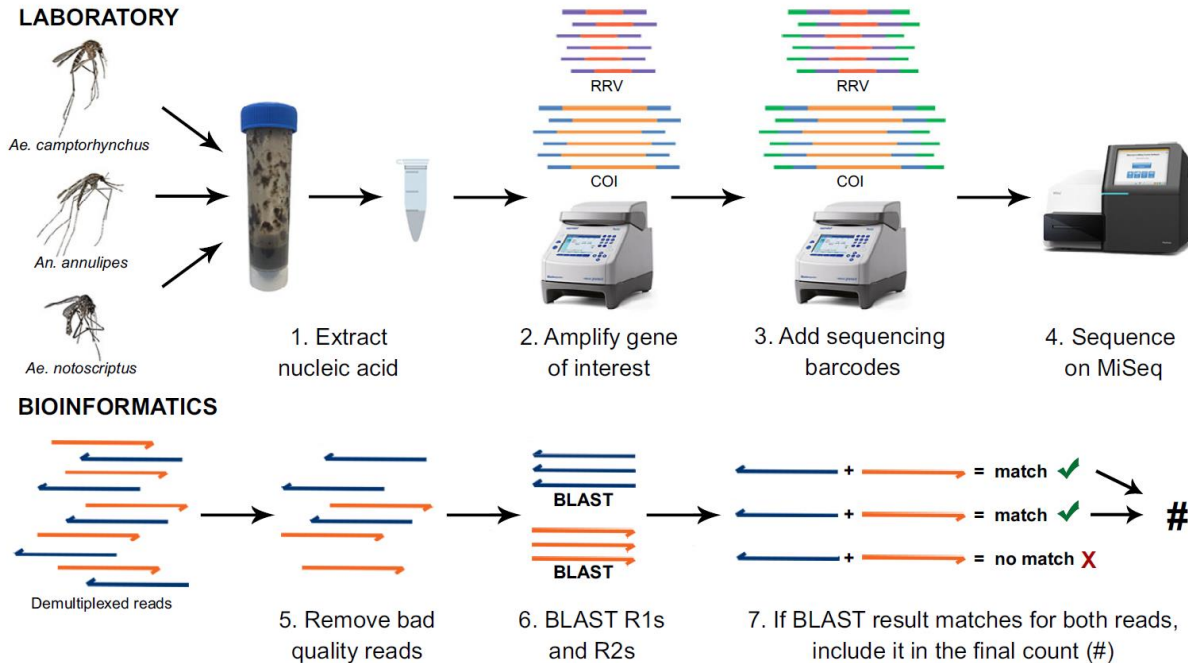 LABORATORY
Ae. camptorhynchus
An. annulipes
Ae. notoscriptus
RRV
COI
RRV
COI
1. Extract
nucleic acid
2. Amplify gene
of interest
3. Add sequencing
barcodes
4. Sequence
on MiSeq
BIOINFORMATICS
Demultiplexed reads
5. Remove bad
quality reads
BLAST
BLAST
6. BLAST R1s
and R2s
+ = match ✓
+ = match ✓
+ = no match X
#
7. If BLAST result matches for both reads,
include it in the final count (#)